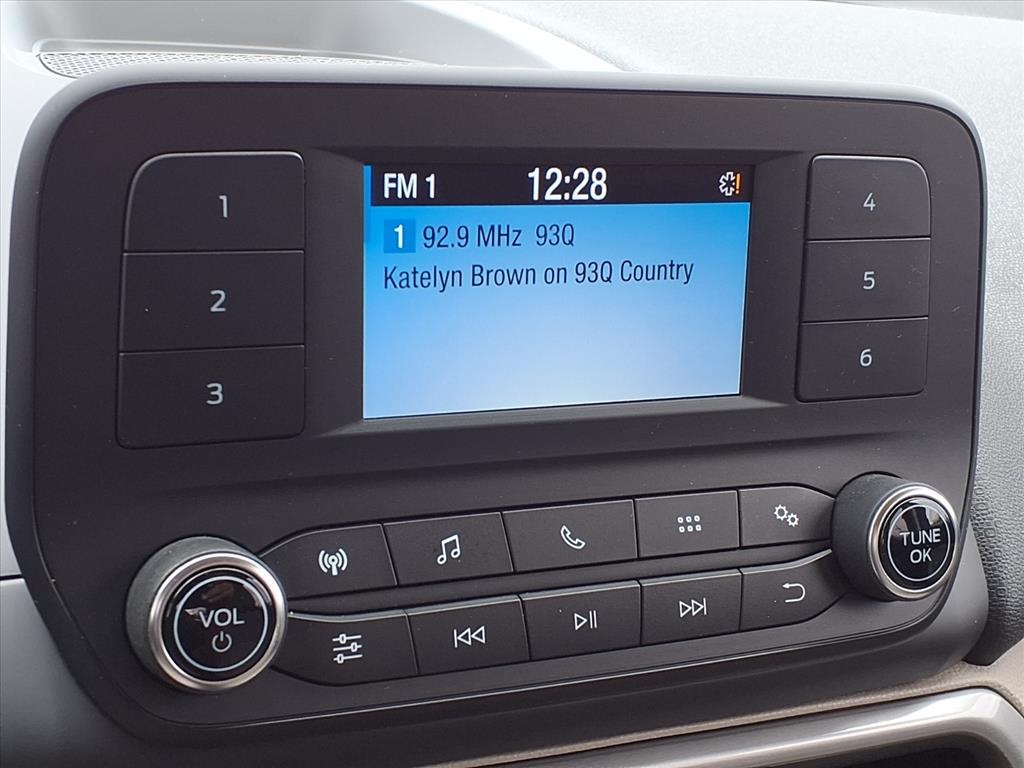 FM 1 12:28
1 92.9 MHz 93Q
Katelyn Brown on 93Q Country
1
2
3
4
5
6
VOL
TUNE
OK